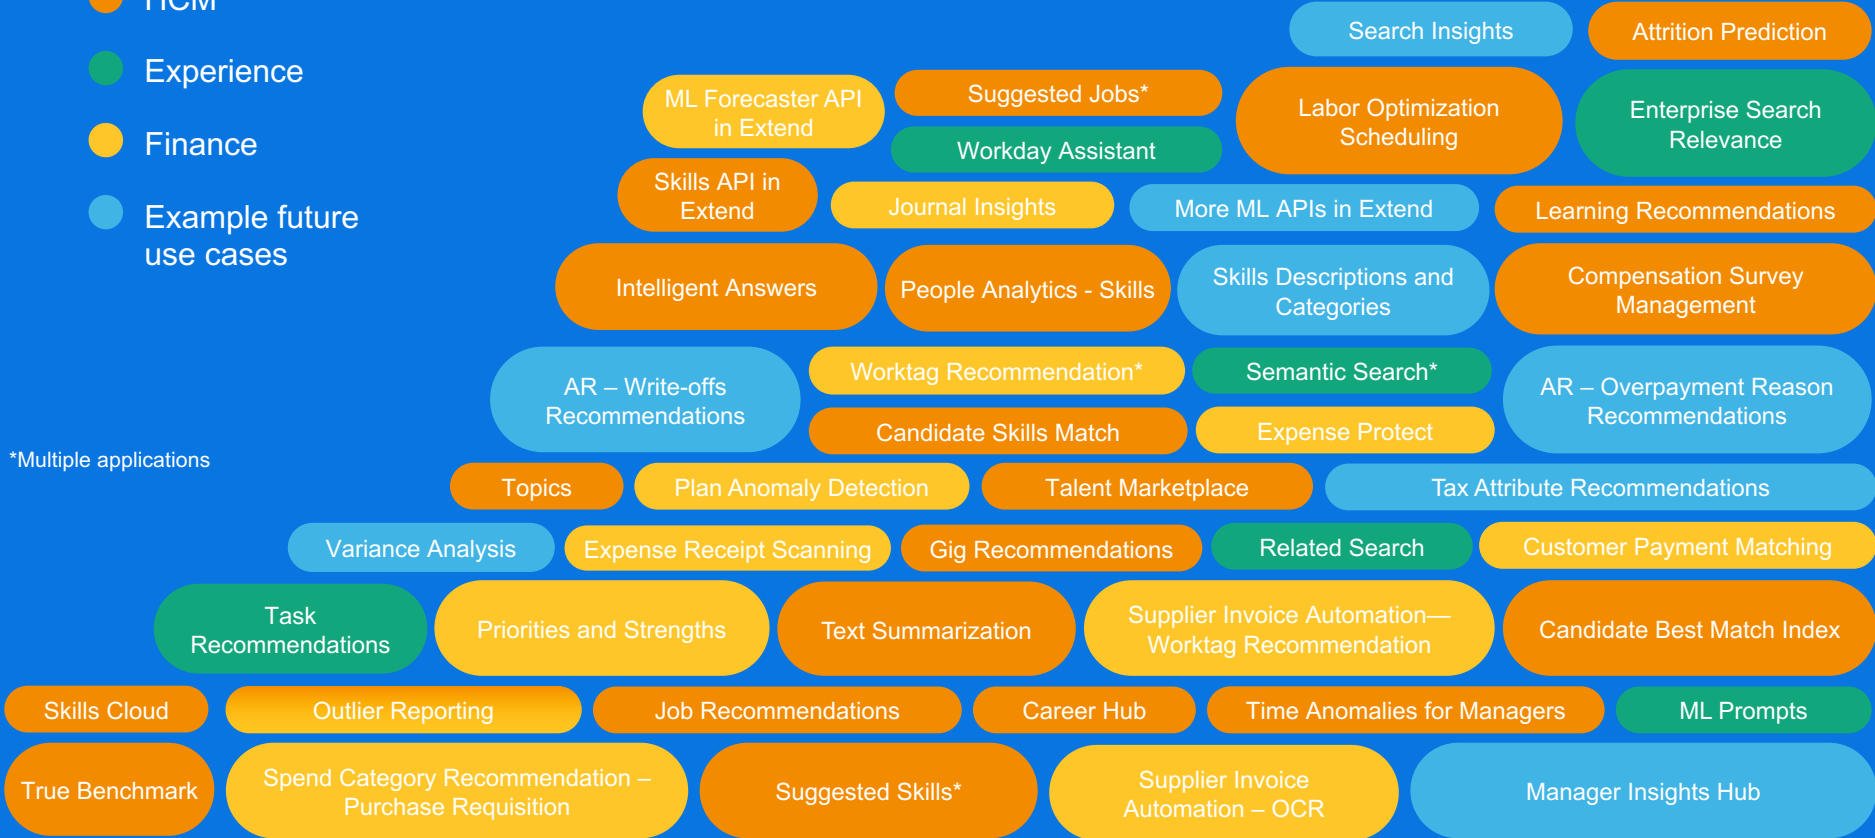 HCM
Experience
Finance
Example future
use cases
*Multiple applications
Search Insights
Attrition Prediction
ML Forecaster API
in Extend
Suggested Jobs*
Workday Assistant
Labor Optimization
Scheduling
Enterprise Search
Relevance
Skills API in
Extend
Journal Insights
More ML APIs in Extend
Learning Recommendations
Intelligent Answers
People Analytics - Skills
Skills Descriptions and
Categories
Compensation Survey
Management
AR – Write-offs
Recommendations
Worktag Recommendation*
Semantic Search*
AR – Overpayment Reason
Recommendations
Candidate Skills Match
Expense Protect
Topics
Plan Anomaly Detection
Talent Marketplace
Tax Attribute Recommendations
Variance Analysis
Expense Receipt Scanning
Gig Recommendations
Related Search
Customer Payment Matching
Task
Recommendations
Priorities and Strengths
Text Summarization
Supplier Invoice Automation—
Worktag Recommendation
Candidate Best Match Index
Skills Cloud
Outlier Reporting
Job Recommendations
Career Hub
Time Anomalies for Managers
ML Prompts
True Benchmark
Spend Category Recommendation –
Purchase Requisition
Suggested Skills*
Supplier Invoice
Automation – OCR
Manager Insights Hub